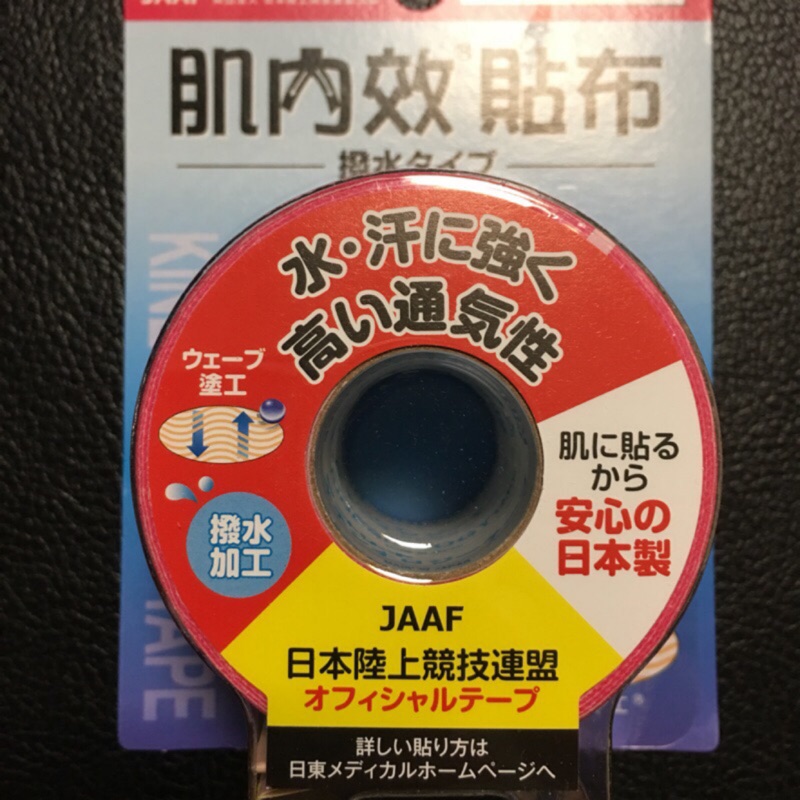 JAAF
肌内效貼布
撥水タイプ
水・汗に強く
高い通気性
ウェーブ
塗工
撥水
加工
肌に貼る
から
安心の
日本製
JAAF
日本陸上競技連盟
オフィシャルテープ
詳しい貼り方は
日東メディカルホームページへ
TAPE